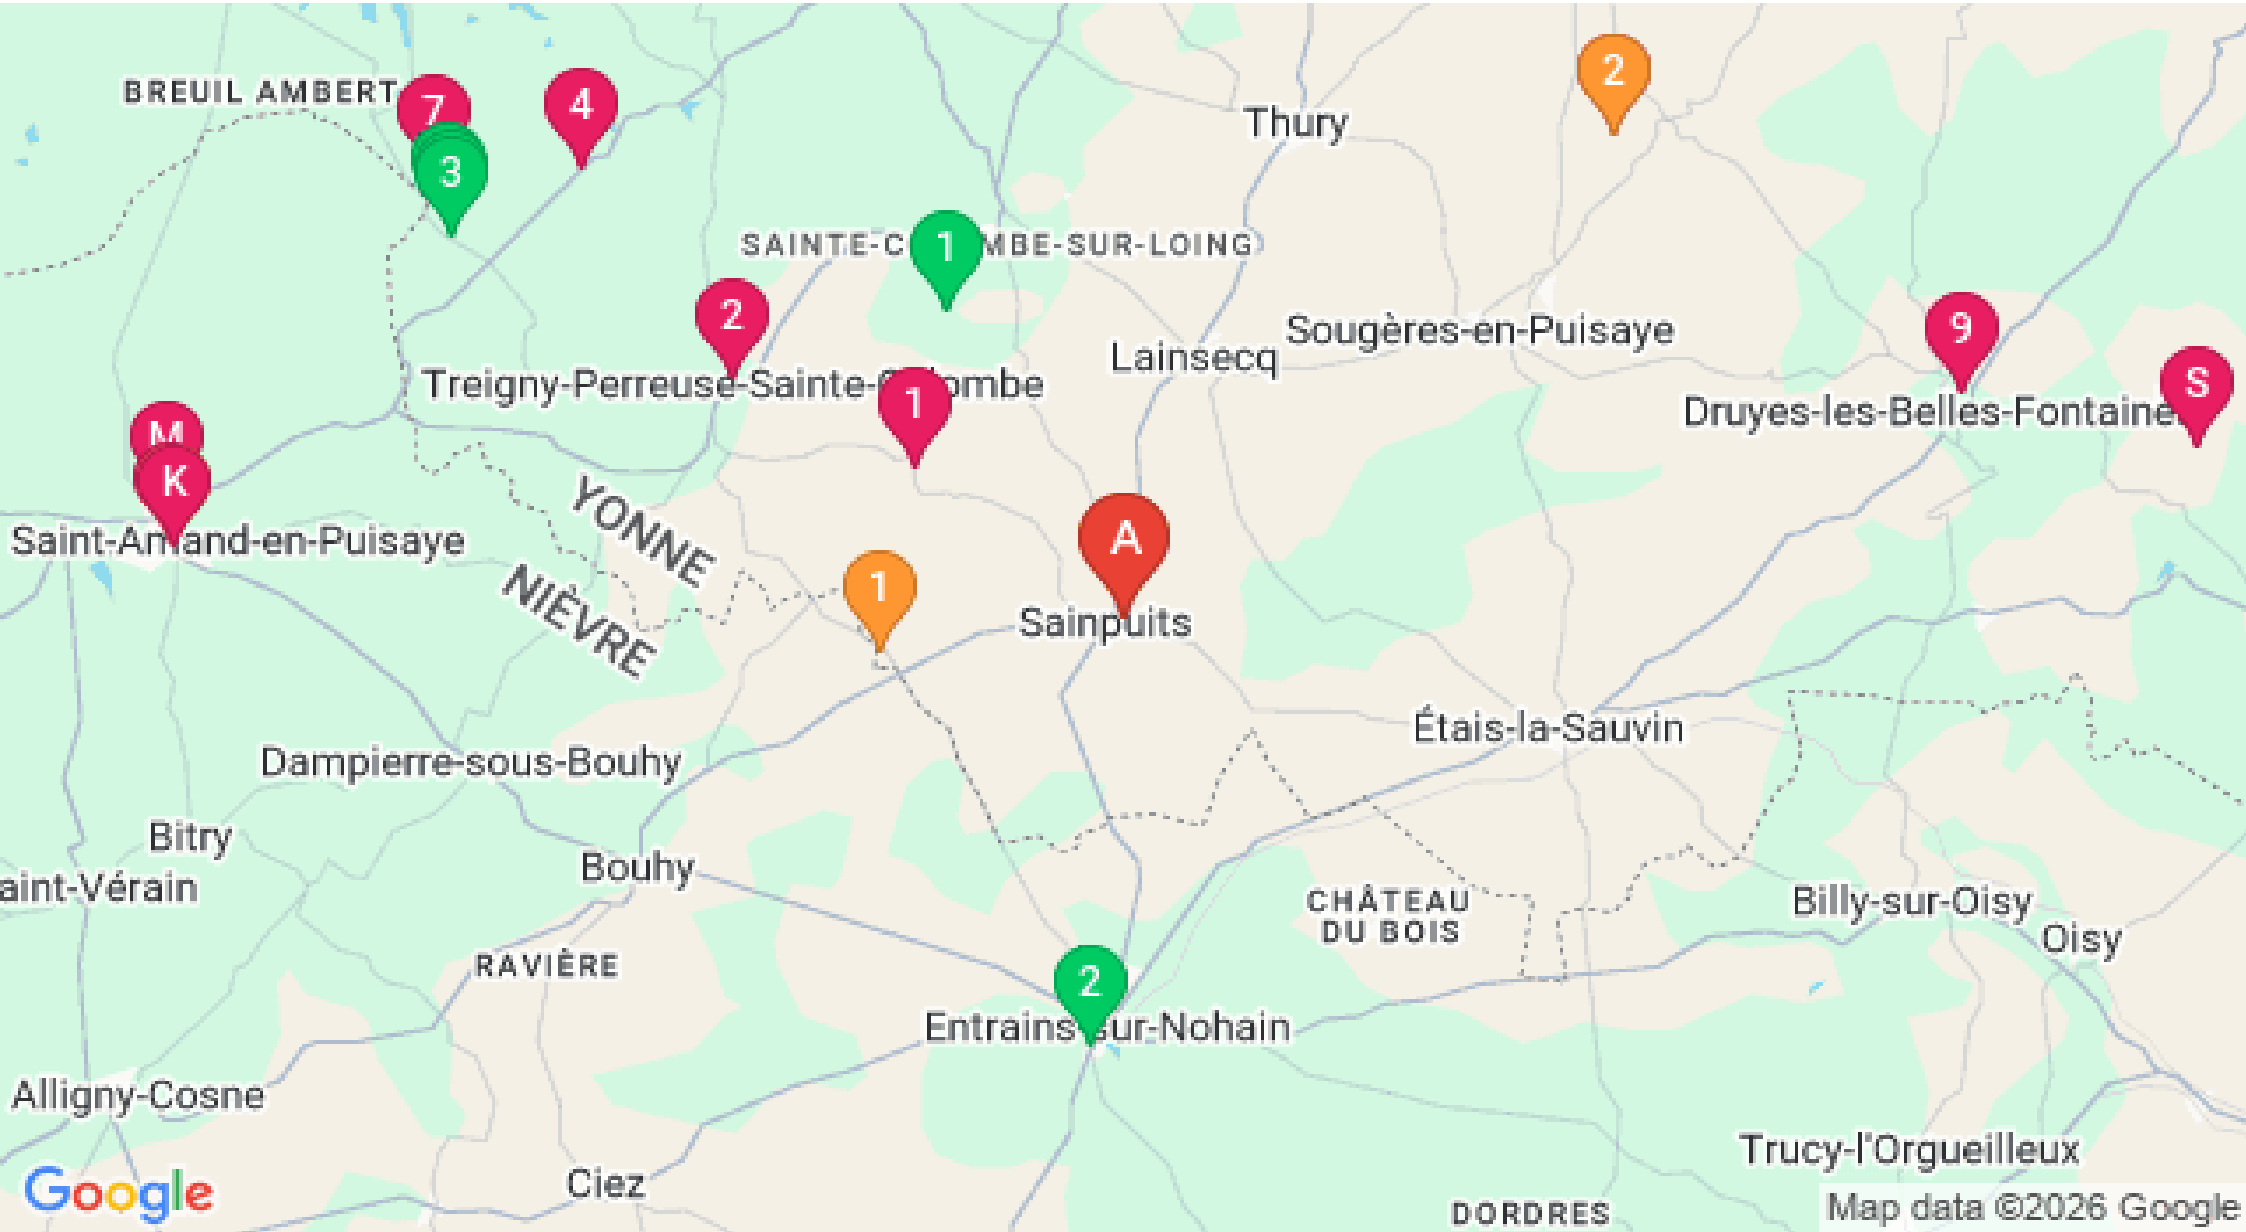 2
BREUIL AMBERT
7
4
Thury
3
SAINTE-C
1
MBE-SUR-LOING
2
Sougères-en-Puisaye
9
Lainsecq
Treigny-Perreuse-Sainte-
ombe
S
1
Druyes-les-Belles-Fontaine
M
K
YONNE
A
Saint-Amand-en-Puisaye
NIÈVRE
1
Sainpuits
Étais-la-Sauvin
Dampierre-sous-Bouhy
Bitry
Bouhy
aint-Vérain
CHÂTEAU
DU BOIS
Billy-sur-Oisy
Oisy
RAVIÈRE
2
Entrains-sur-Nohain
Alligny-Cosne
Trucy-l'Orgueilleux
Ciez
Google
DORDRES
Map data ©2026 Google